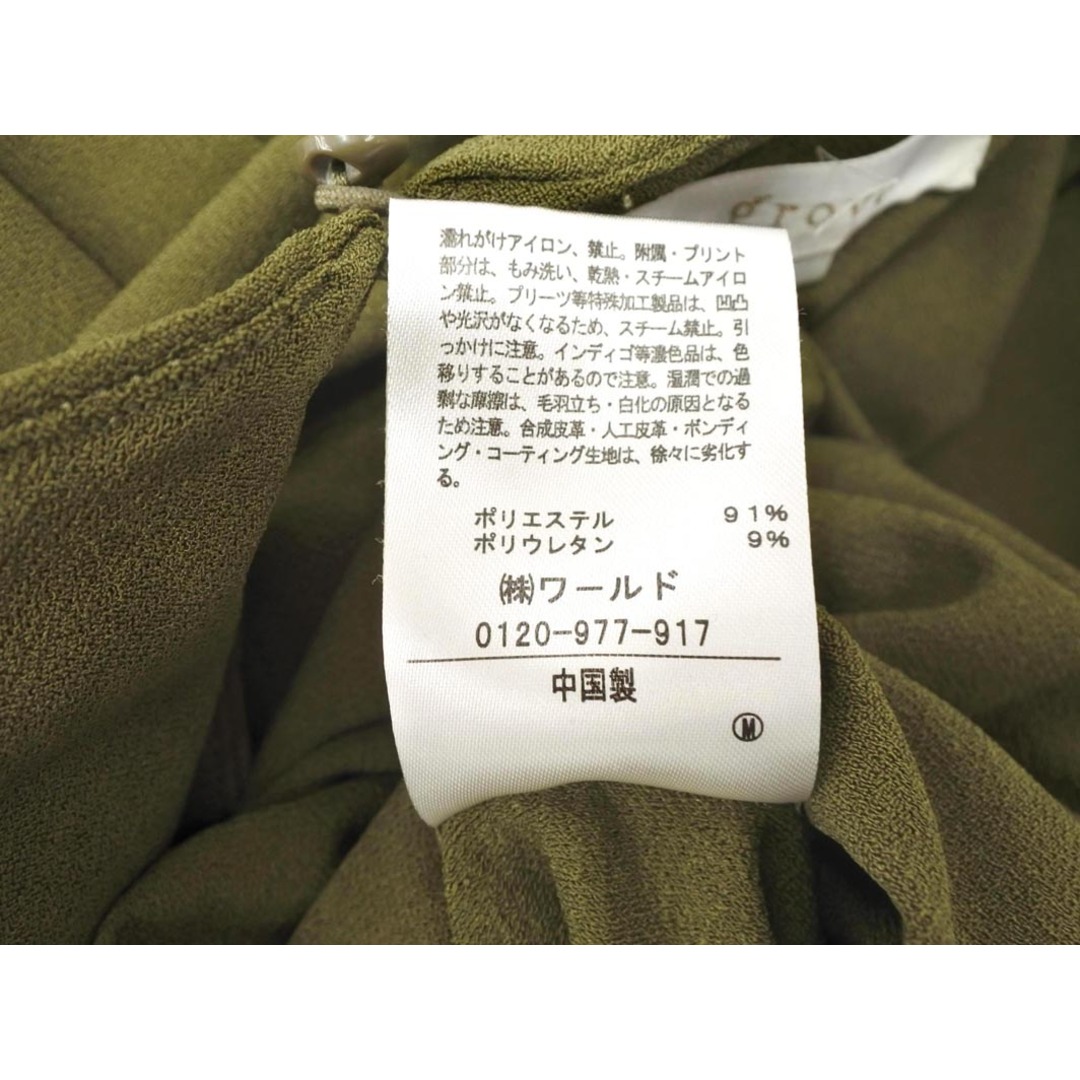 grove
濡れがけアイロン、禁止。附属・プリント
部分は、もみ洗い、乾熱・スチームアイロ
ン禁止。プリーツ等特殊加工製品は、凹凸
や光沢がなくなるため、スチーム禁止。引
っかけに注意。インディゴ等濃色品は、色
移りすることがあるので注意。湿潤での過
剰な摩擦は、毛羽立ち・白化の原因となる
ため注意。合成皮革・人工皮革・ボンディ
ング・コーティング生地は、徐々に劣化す
る。
ポリエステル 91%
ポリウレタン 9%
㈱ワールド
0120-977-917
中国製
Ⓜ